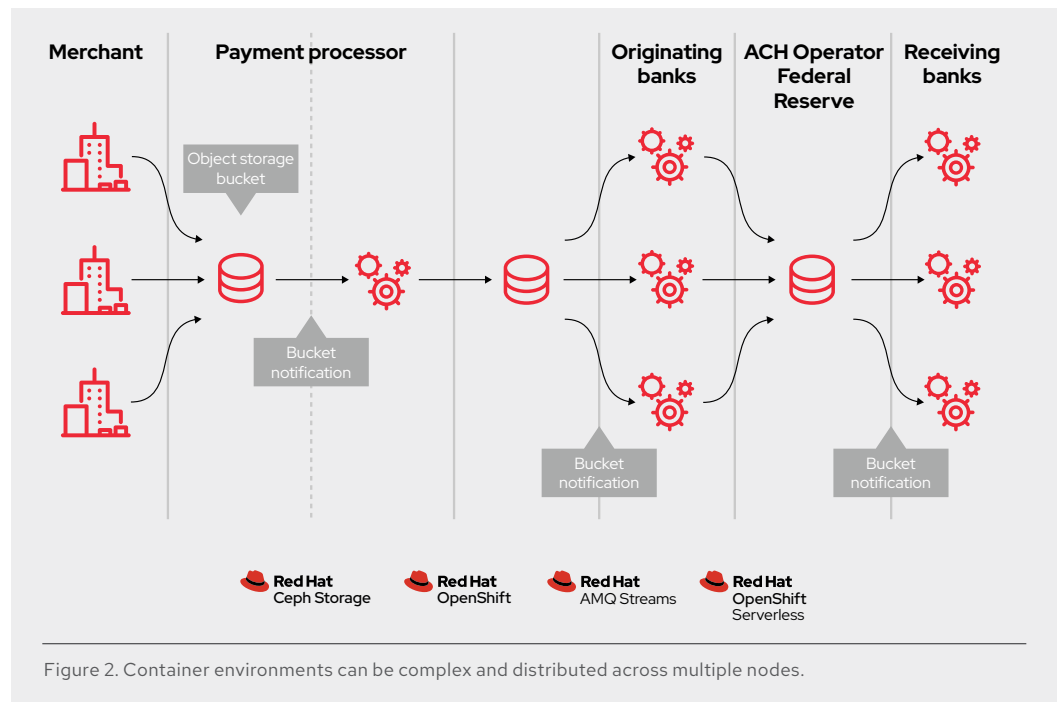 Merchant
Payment processor
Originating
banks
ACH Operator
Federal
Reserve
Receiving
banks
Object storage
bucket
Bucket
notification
Bucket
notification
Bucket
notification
Red Hat
Ceph Storage
Red Hat
OpenShift
Red Hat
AMQ Streams
Red Hat
OpenShift
Serverless
Figure 2. Container environments can be complex and distributed across multiple nodes.